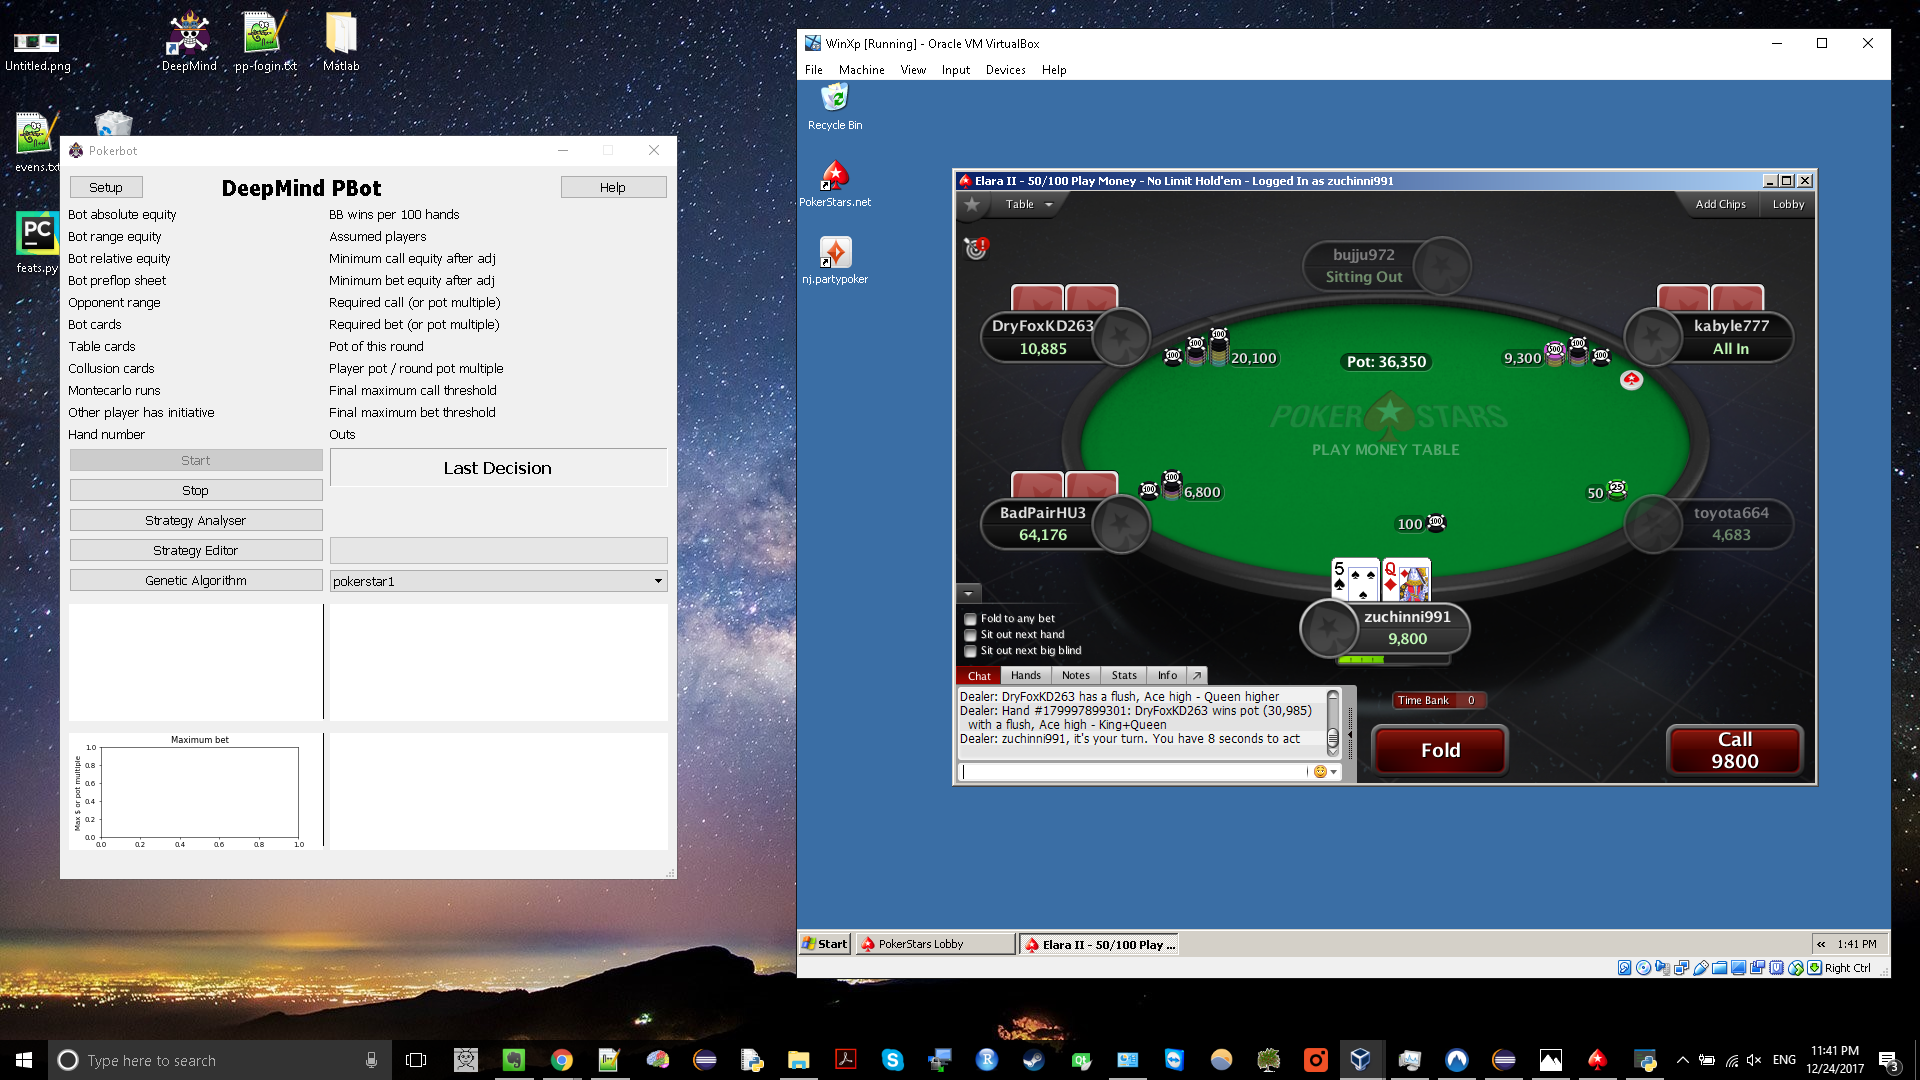 Untitled.png
DeepMind
pp-login.txt
Matlab
evens.txt
PC
feats.py
Pokerbot
Setup
DeepMind PBot
Help
Bot absolute equity
BB wins per 100 hands
Bot range equity
Assumed players
Bot relative equity
Minimum call equity after adj
Bot preflop sheet
Minimum bet equity after adj
Opponent range
Required call (or pot multiple)
Bot cards
Required bet (or pot multiple)
Table cards
Pot of this round
Collusion cards
Player pot / round pot multiple
Montecarlo runs
Final maximum call threshold
Other player has initiative
Final maximum bet threshold
Hand number
Outs
Start
Last Decision
Stop
Strategy Analyser
Strategy Editor
Genetic Algorithm
pokerstar1
Maximum bet
Max $ or pot multiple
1.0
0.8
0.6
0.4
0.2
0.0
0.0 0.2 0.4 0.6 0.8 1.0
WinXp [Running] - Oracle VM VirtualBox
File Machine View Input Devices Help
Recycle Bin
PokerStars.net
nj.partypoker
Elara II - 50/100 Play Money - No Limit Hold'em - Logged In as zuchinni991
Table
Add Chips
Lobby
bujju972
Sitting Out
DryFoxKD263
10,885
20,100
Pot: 36,350
9,300
kabyle777
All In
POKER STARS
PLAY MONEY TABLE
BadPairHU3
64,176
6,800
100
50
toyota664
4,683
5
Q
zuchinni991
9,800
Fold to any bet
Sit out next hand
Sit out next big blind
Chat Hands Notes Stats Info
Dealer: DryFoxKD263 has a flush, Ace high - Queen higher
Dealer: Hand #179997899301: DryFoxKD263 wins pot (30,985)
with a flush, Ace high - King+Queen
Dealer: zuchinni991, it's your turn. You have 8 seconds to act
Time Bank 0
Fold
Call
9800
Start
PokerStars Lobby
Elara II - 50/100 Play ...
1:41 PM
Right Ctrl
Type here to search
ENG
11:41 PM
12/24/2017
3